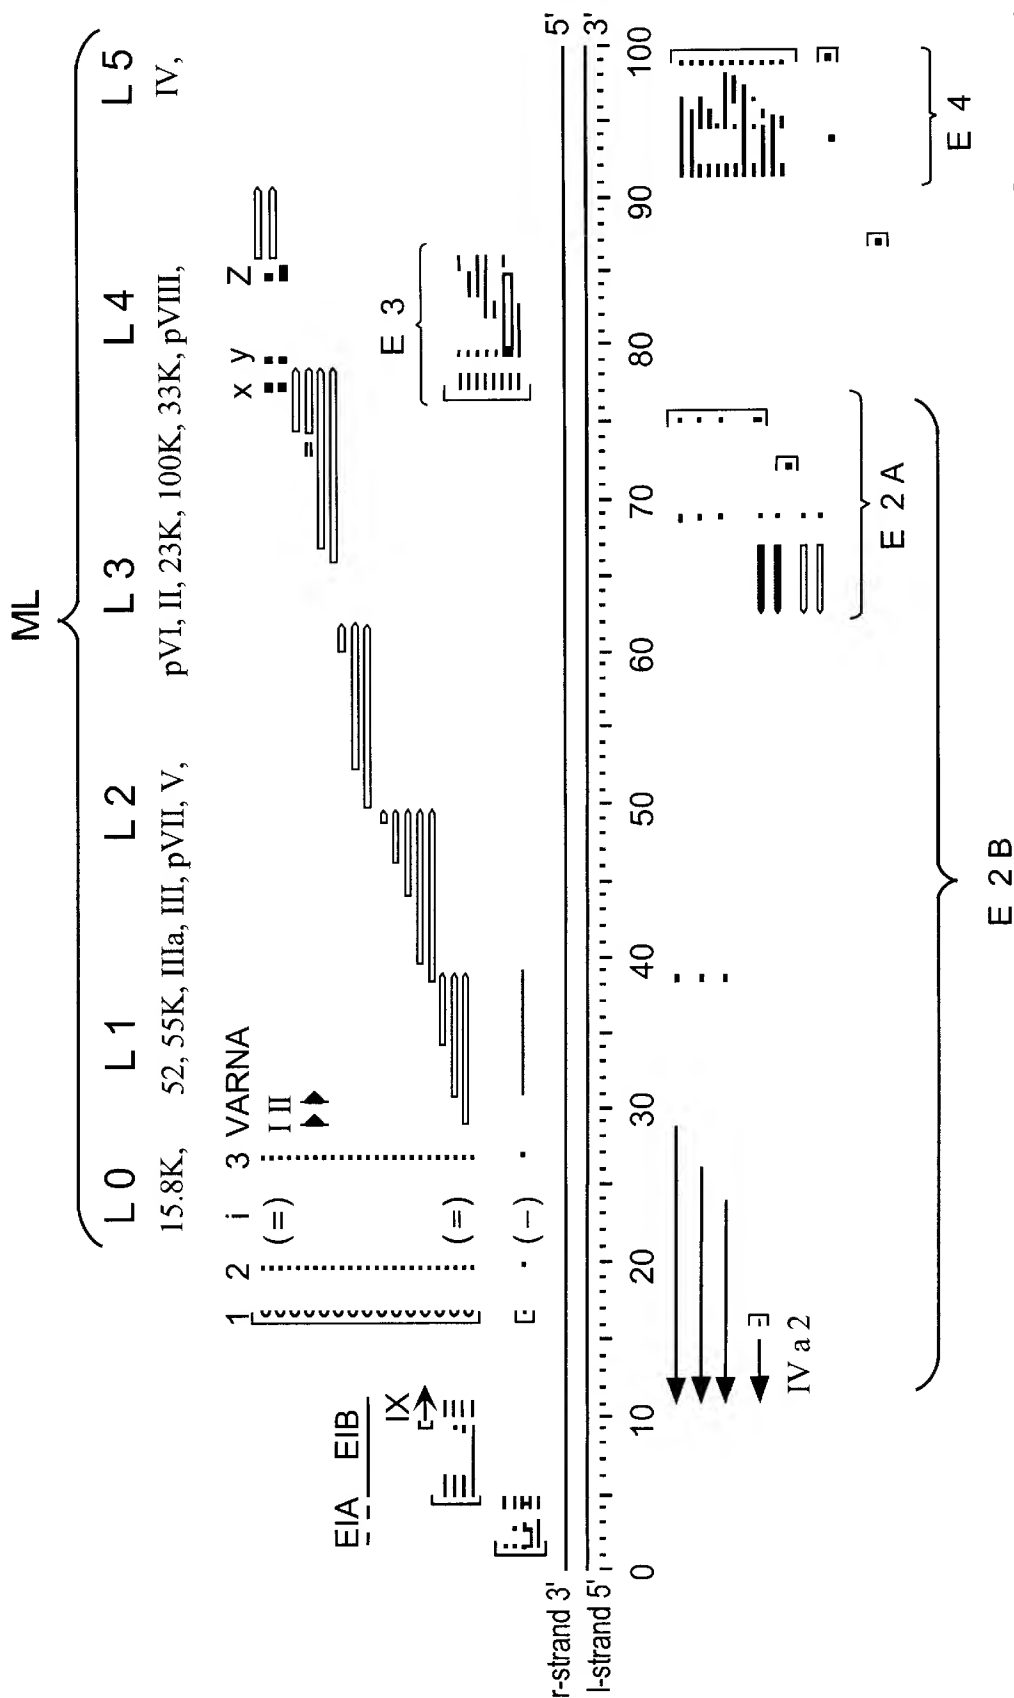 ML
L 0 L 1 L 2 L 3 L 4 L 5
15.8K, 52, 55K, IIIa, III, pVII, V, pVI, II, 23K, 100K, 33K, pVIII, IV,
1 2 i 3 VARNA x y Z
(=) I II
E 3
EIA EIB
IX
(=)
(–)
r-strand 3' 5'
l-strand 5' 3'
0 10 20 30 40 50 60 70 80 90 100
IV a 2
E 2 A
E 4
E 2 B